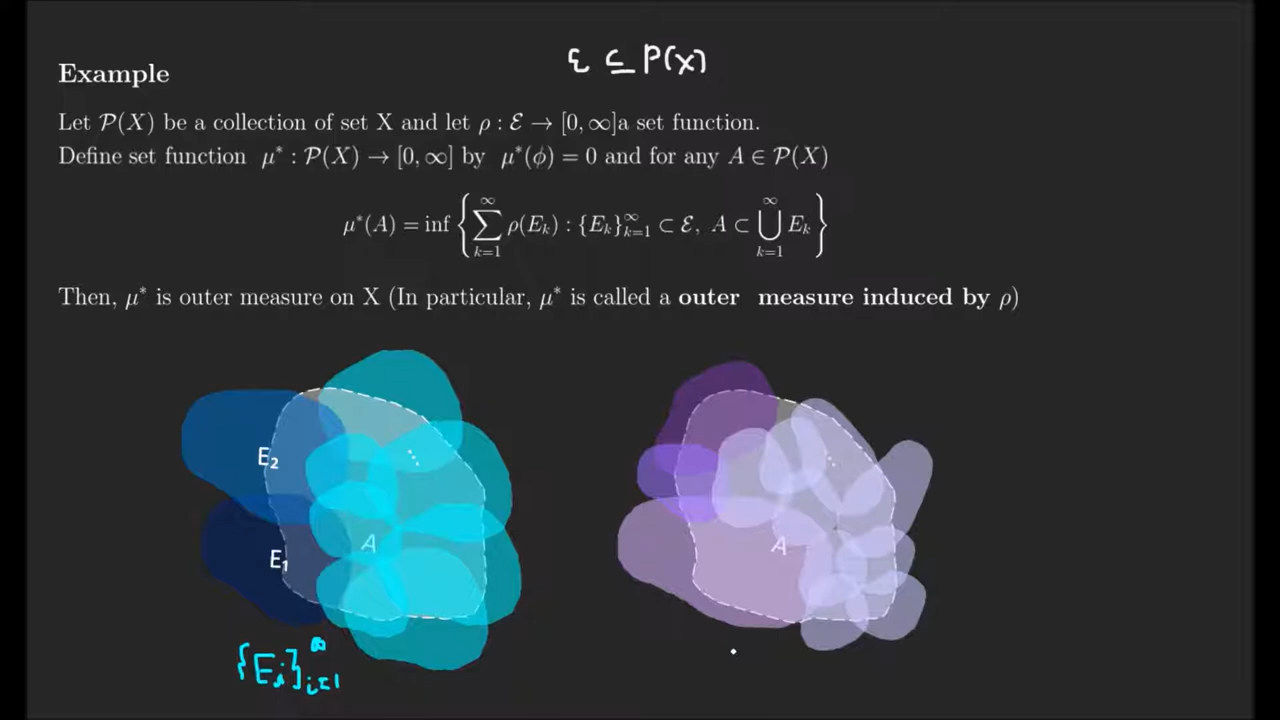 ℰ ⊆ P(X)
Example
Let 𝒫(X) be a collection of set X and let ρ : ℰ → [0, ∞]a set function.
Define set function μ* : 𝒫(X) → [0, ∞] by μ*(ϕ) = 0 and for any A ∈ 𝒫(X)
μ*(A) = inf { ∑_{k=1}^{∞} ρ(E_k) : {E_k}_{k=1}^{∞} ⊂ ℰ, A ⊂ ⋃_{k=1}^{∞} E_k }
Then, μ* is outer measure on X (In particular, μ* is called a outer measure induced by ρ)
E₂
⋱
A
E₁
⋱
A
{E_i}_{i=1}^{∞}